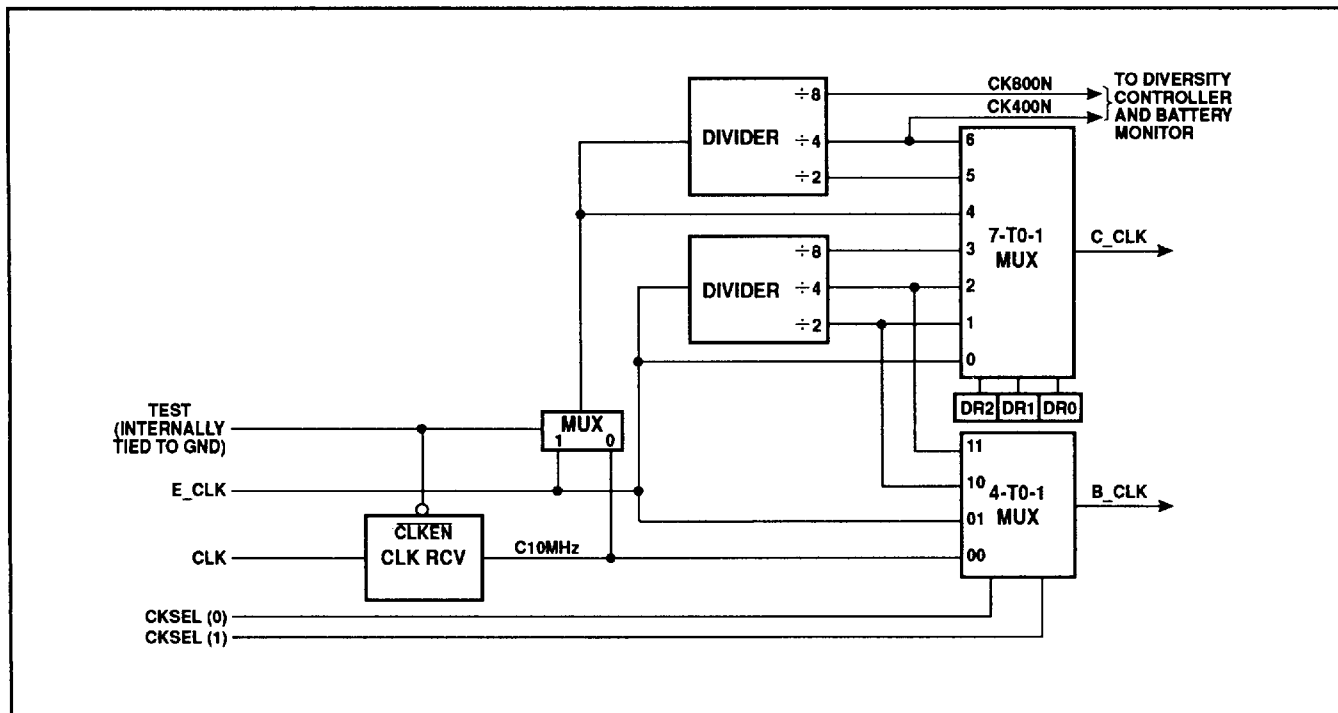 CK800N
CK400N
TO DIVERSITY
CONTROLLER
AND BATTERY
MONITOR
DIVIDER
÷8
÷4
÷2
6
5
4
3
2
1
0
7-T0-1
MUX
C_CLK
DIVIDER
÷8
÷4
÷2
DR2 DR1 DR0
TEST
(INTERNALLY
TIED TO GND)
MUX
1 0
E_CLK
11
10
01
00
4-T0-1
MUX
B_CLK
CLKEN
CLK RCV
CLK
C10MHz
CKSEL (0)
CKSEL (1)